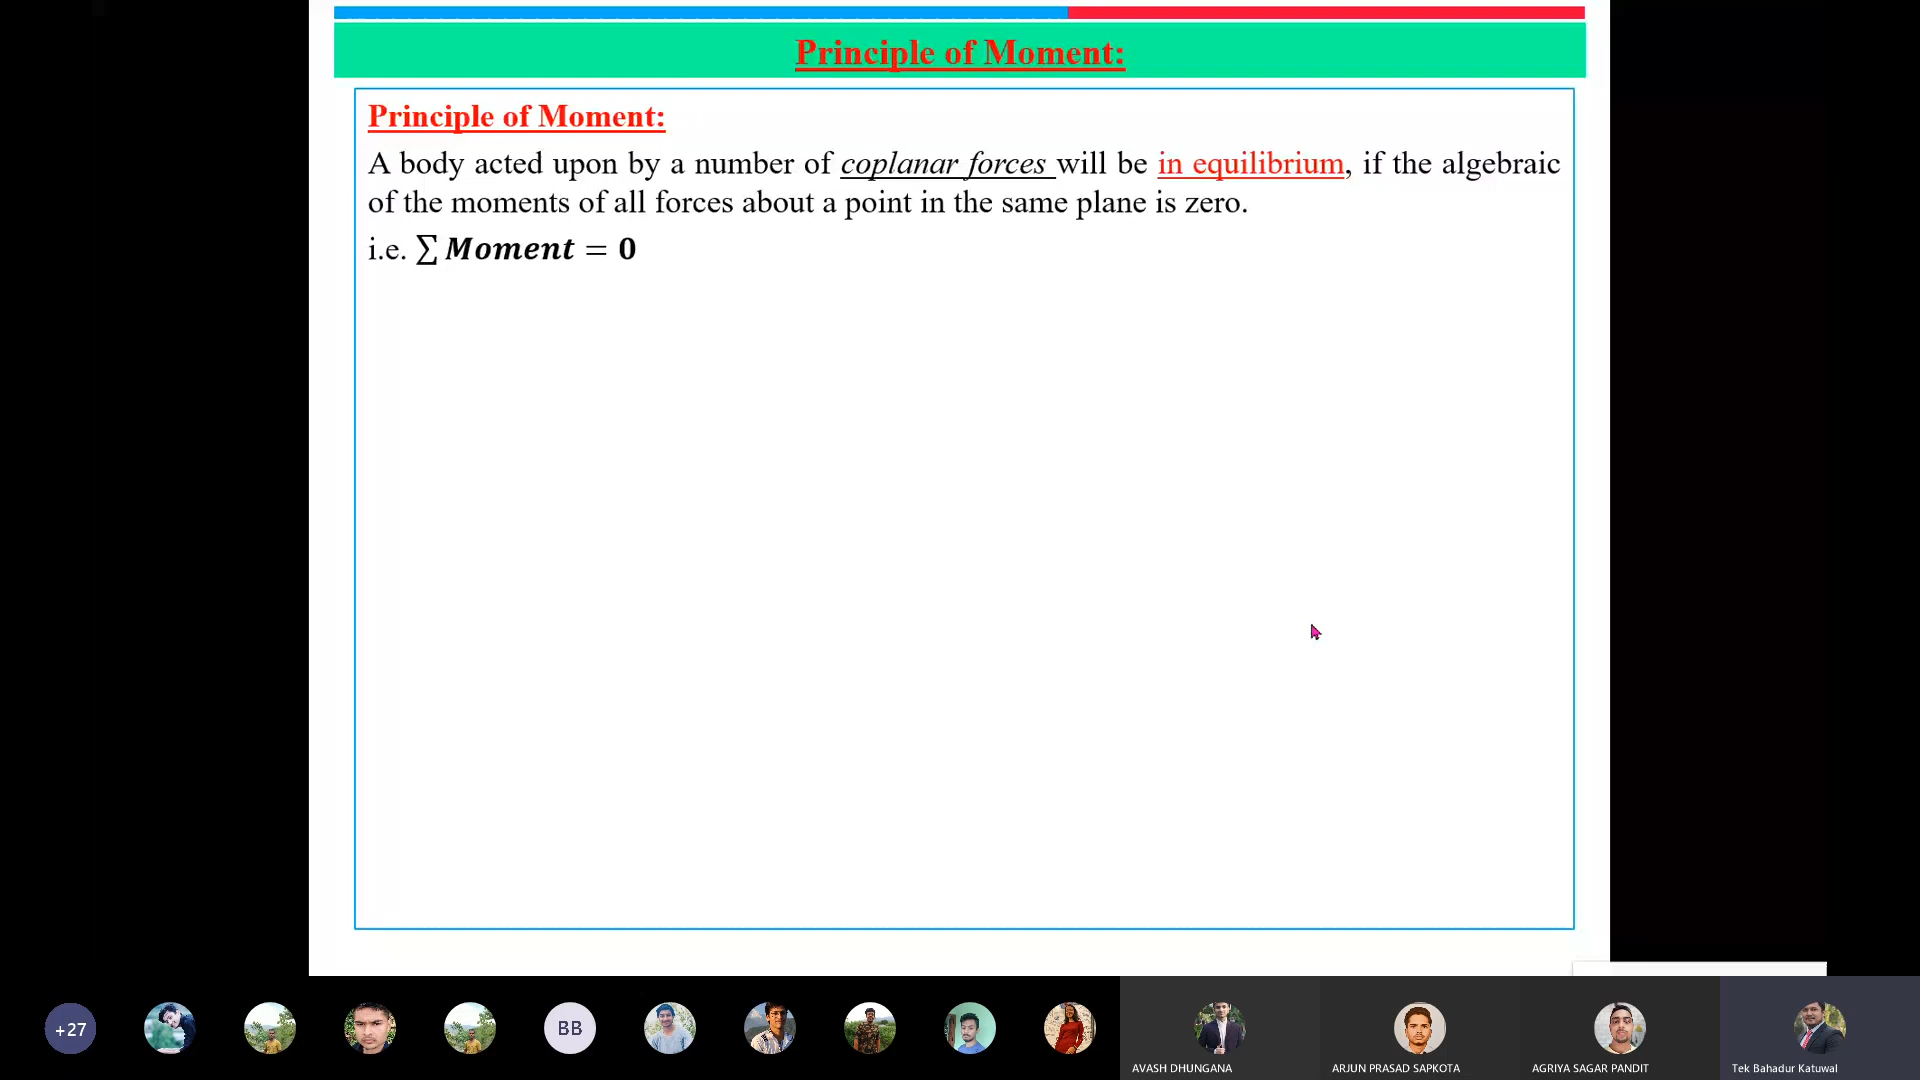 Principle of Moment:
Principle of Moment:
A body acted upon by a number of coplanar forces will be in equilibrium, if the algebraic
of the moments of all forces about a point in the same plane is zero.
i.e. ∑ Moment = 0
+27
BB
AVASH DHUNGANA
ARJUN PRASAD SAPKOTA
AGRIYA SAGAR PANDIT
Tek Bahadur Katuwal